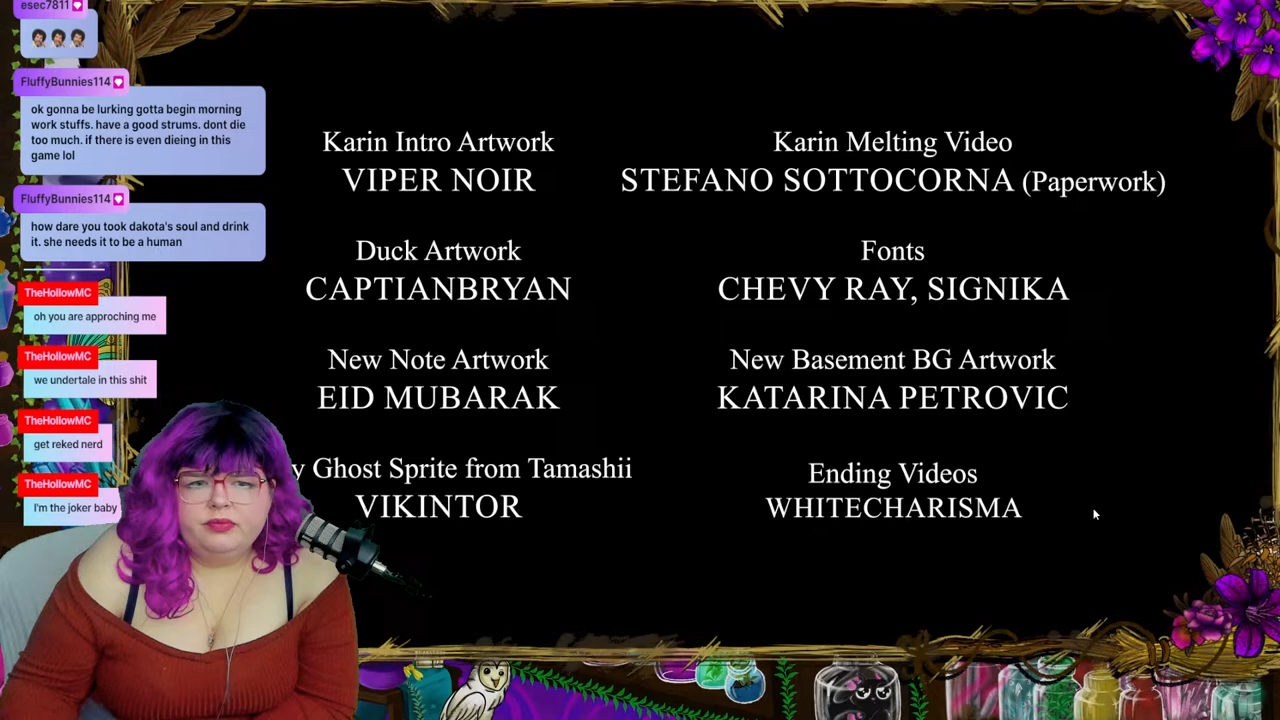 esec7811
FluffyBunnies114
ok gonna be lurking gotta begin morning
work stuffs. have a good strums. dont die
too much. if there is even dieing in this
game lol
FluffyBunnies114
how dare you took dakota's soul and drink
it. she needs it to be a human
TheHollowMC
oh you are approching me
TheHollowMC
we undertale in this shit
TheHollowMC
get reked nerd
TheHollowMC
I'm the joker baby
Karin Intro Artwork
VIPER NOIR
Karin Melting Video
STEFANO SOTTOCORNA (Paperwork)
Duck Artwork
CAPTIANBRYAN
Fonts
CHEVY RAY, SIGNIKA
New Note Artwork
EID MUBARAK
New Basement BG Artwork
KATARINA PETROVIC
Ghost Sprite from Tamashii
VIKINTOR
Ending Videos
WHITECHARISMA